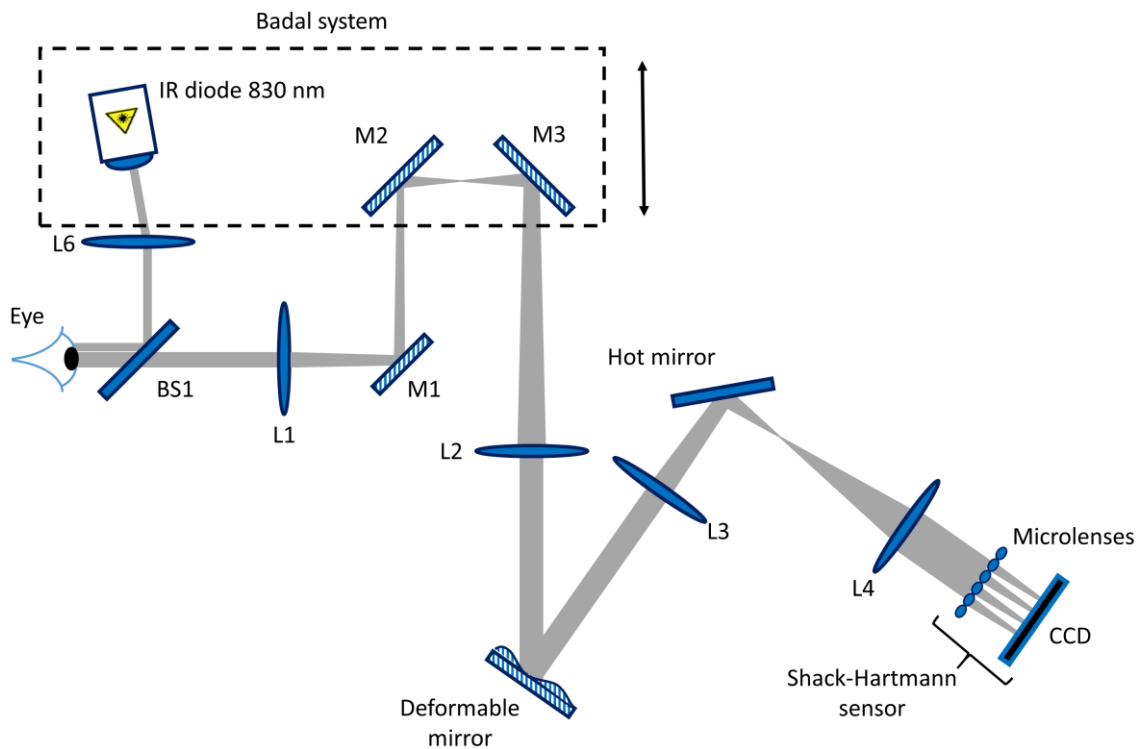 Badal system
IR diode 830 nm
M2
M3
L6
Eye
BS1
L1
M1
Hot mirror
L2
L3
Microlenses
L4
CCD
Shack-Hartmann
sensor
Deformable
mirror